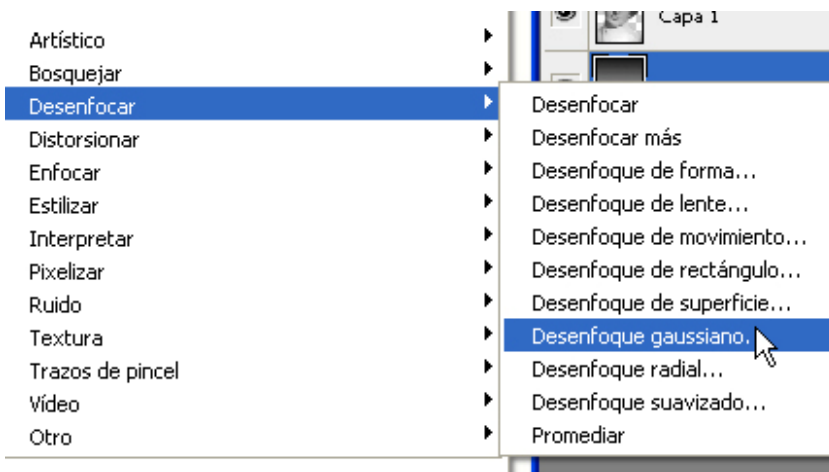 Capa 1
Artístico
Bosquejar
Desenfocar
Distorsionar
Enfocar
Estilizar
Interpretar
Pixelizar
Ruido
Textura
Trazos de pincel
Vídeo
Otro
Desenfocar
Desenfocar más
Desenfoque de forma...
Desenfoque de lente...
Desenfoque de movimiento...
Desenfoque de rectángulo...
Desenfoque de superficie...
Desenfoque gaussiano.
Desenfoque radial...
Desenfoque suavizado...
Promediar